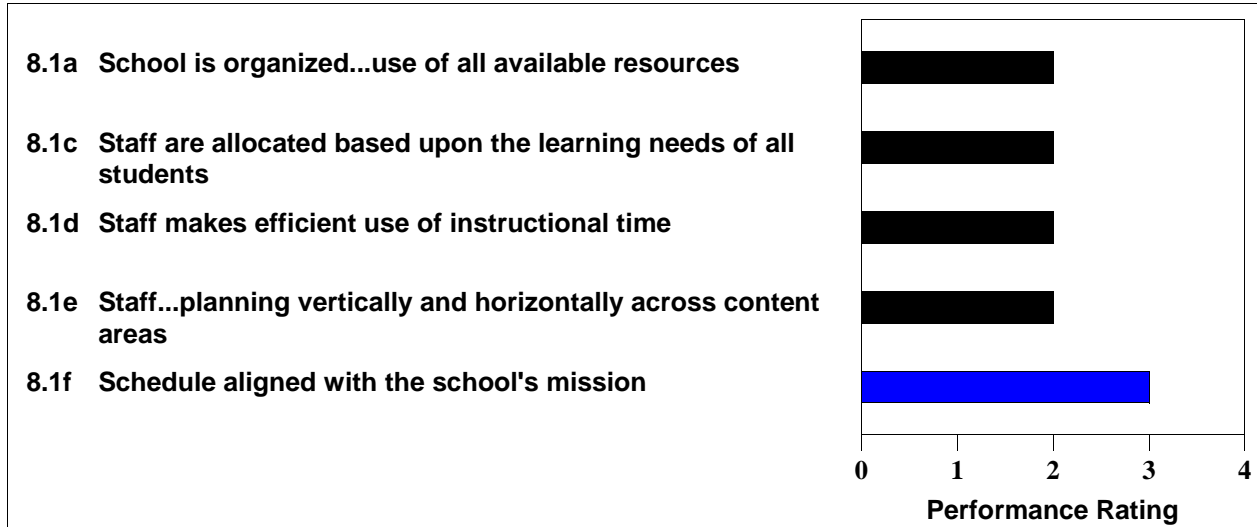 8.1a School is organized...use of all available resources
8.1c Staff are allocated based upon the learning needs of all
students
8.1d Staff makes efficient use of instructional time
8.1e Staff...planning vertically and horizontally across content
areas
8.1f Schedule aligned with the school's mission
0 1 2 3 4
Performance Rating